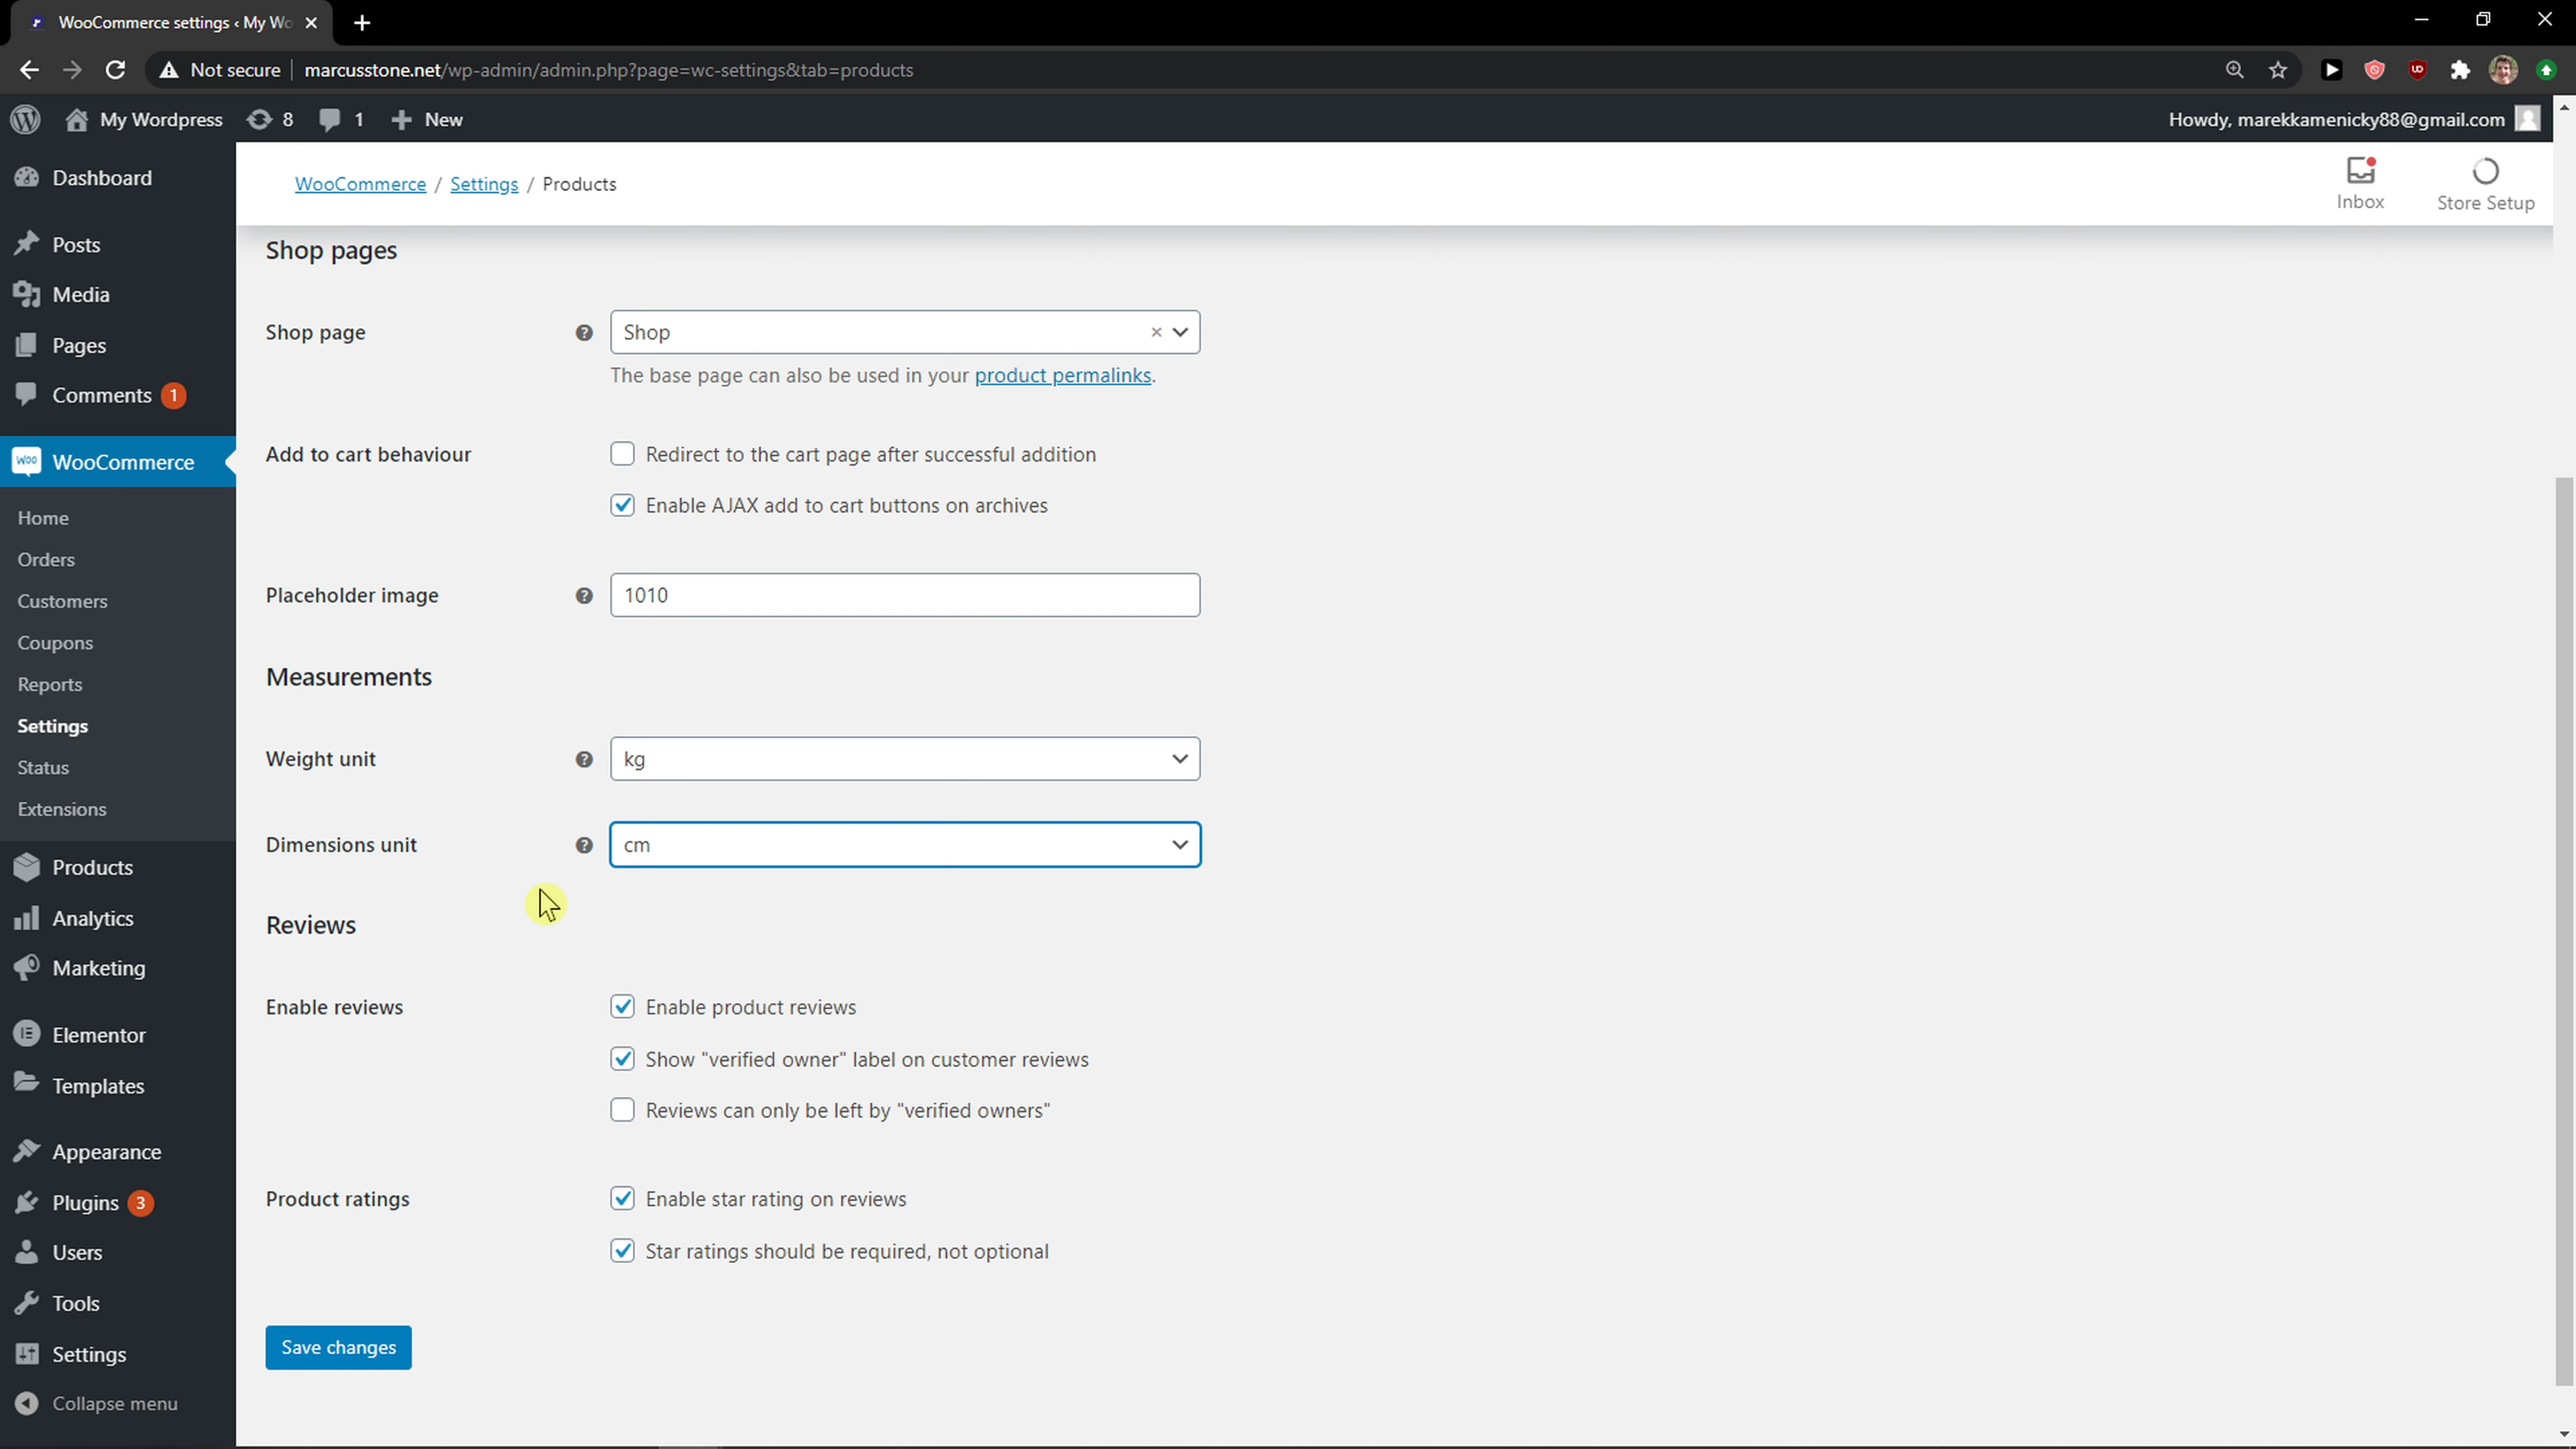 WooCommerce settings ‹ My Wo
Not secure
marcusstone.net/wp-admin/admin.php?page=wc-settings&tab=products
My Wordpress 8 1 New
Howdy, marekkamenicky88@gmail.com
Dashboard
Posts
Media
Pages
Comments 1
WooCommerce
Home
Orders
Customers
Coupons
Reports
Settings
Status
Extensions
Products
Analytics
Marketing
Elementor
Templates
Appearance
Plugins 3
Users
Tools
Settings
Collapse menu
WooCommerce / Settings / Products
Inbox
Store Setup
Shop pages
Shop page ? Shop × 
The base page can also be used in your product permalinks.
Add to cart behaviour Redirect to the cart page after successful addition
Enable AJAX add to cart buttons on archives
Placeholder image ? 1010
Measurements
Weight unit ? kg
Dimensions unit ? cm
Reviews
Enable reviews Enable product reviews
Show "verified owner" label on customer reviews
Reviews can only be left by "verified owners"
Product ratings Enable star rating on reviews
Star ratings should be required, not optional
Save changes